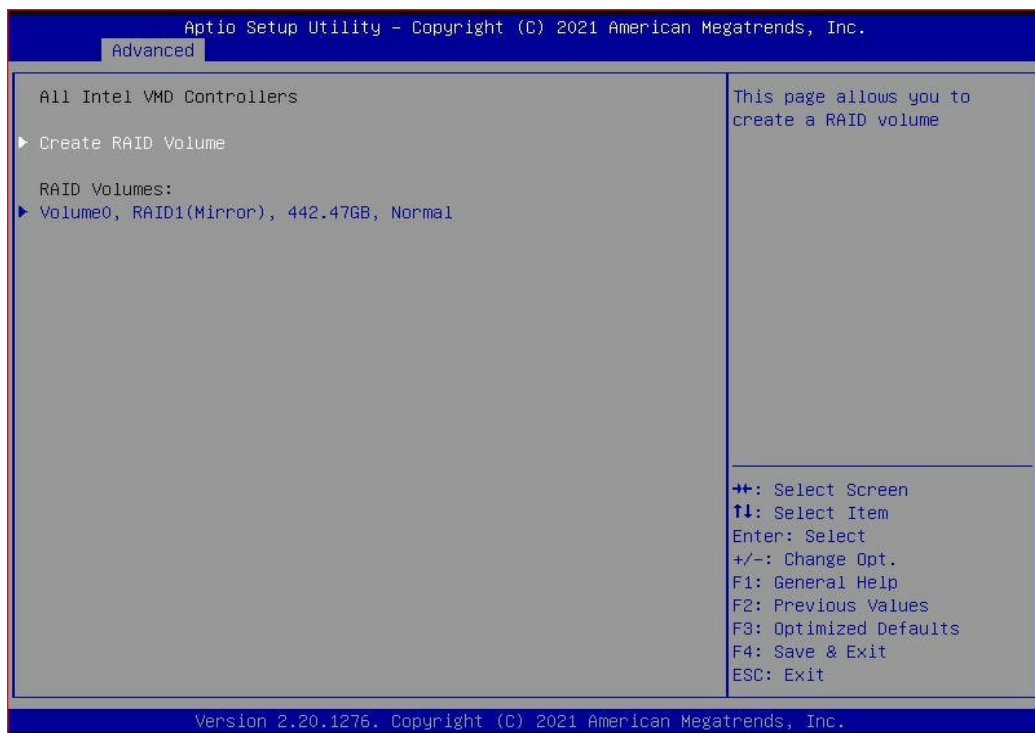 Aptio Setup Utility – Copyright (C) 2021 American Megatrends, Inc.
Advanced
All Intel VMD Controllers
▶ Create RAID Volume
RAID Volumes:
▶ Volume0, RAID1(Mirror), 442.47GB, Normal
This page allows you to
create a RAID volume
→←: Select Screen
↑↓: Select Item
Enter: Select
+/-: Change Opt.
F1: General Help
F2: Previous Values
F3: Optimized Defaults
F4: Save & Exit
ESC: Exit
Version 2.20.1276. Copyright (C) 2021 American Megatrends, Inc.